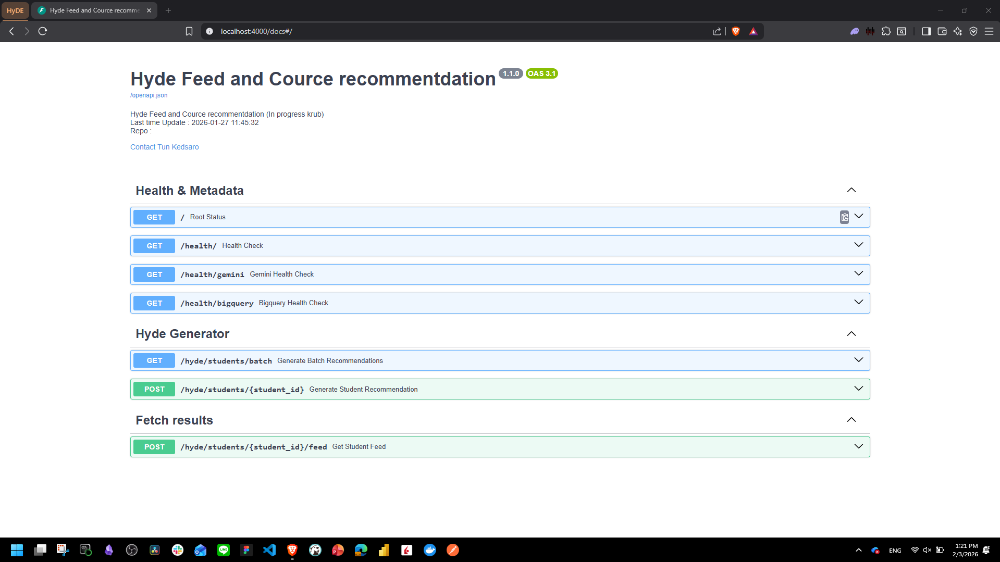 HyDE
Hyde Feed and Cource recomme
localhost:4000/docs#/
Hyde Feed and Cource recommentdation 1.1.0 OAS 3.1
/openapi.json
Hyde Feed and Cource recommentdation (In progress krub)
Last time Update : 2026-01-27 11:45:32
Repo :
Contact Tun Kedsaro
Health & Metadata
GET / Root Status
GET /health/ Health Check
GET /health/gemini Gemini Health Check
GET /health/bigquery Bigquery Health Check
Hyde Generator
GET /hyde/students/batch Generate Batch Recommendations
POST /hyde/students/{student_id} Generate Student Recommendation
Fetch results
POST /hyde/students/{student_id}/feed Get Student Feed
LINE
ENG
1:21 PM
2/3/2026